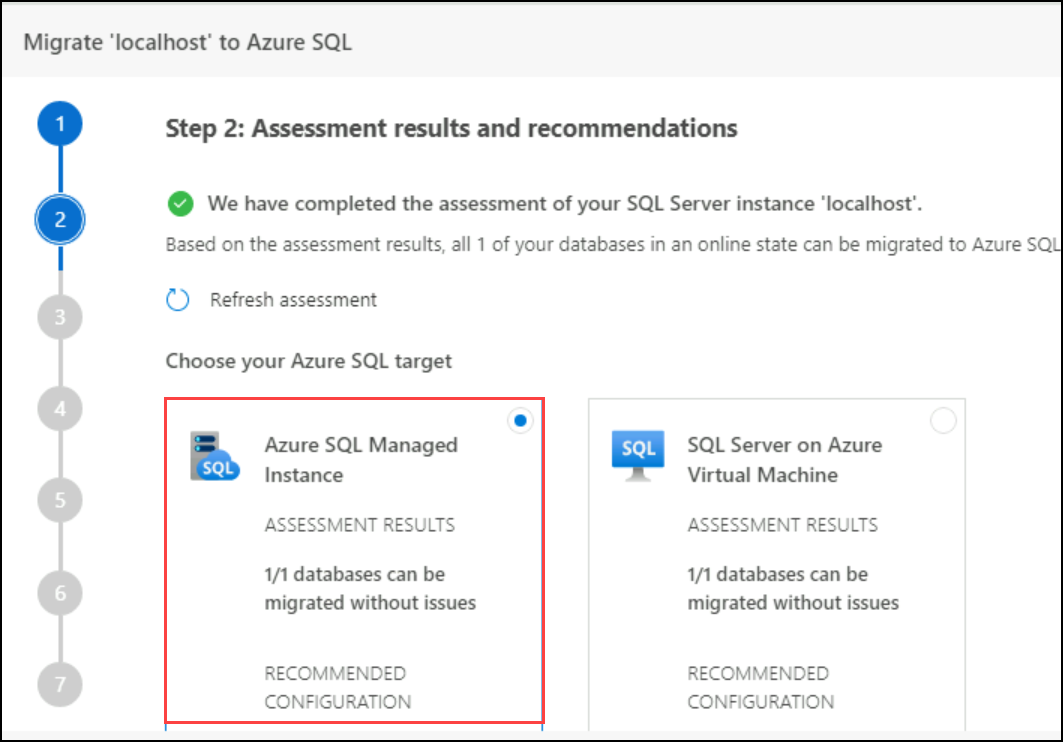 Migrate 'localhost' to Azure SQL
1
Step 2: Assessment results and recommendations
2
We have completed the assessment of your SQL Server instance 'localhost'.
Based on the assessment results, all 1 of your databases in an online state can be migrated to Azure SQL
3
Refresh assessment
Choose your Azure SQL target
4
5
6
7
SQL
Azure SQL Managed
Instance
ASSESSMENT RESULTS
1/1 databases can be
migrated without issues
RECOMMENDED
CONFIGURATION
SQL
SQL Server on Azure
Virtual Machine
ASSESSMENT RESULTS
1/1 databases can be
migrated without issues
RECOMMENDED
CONFIGURATION